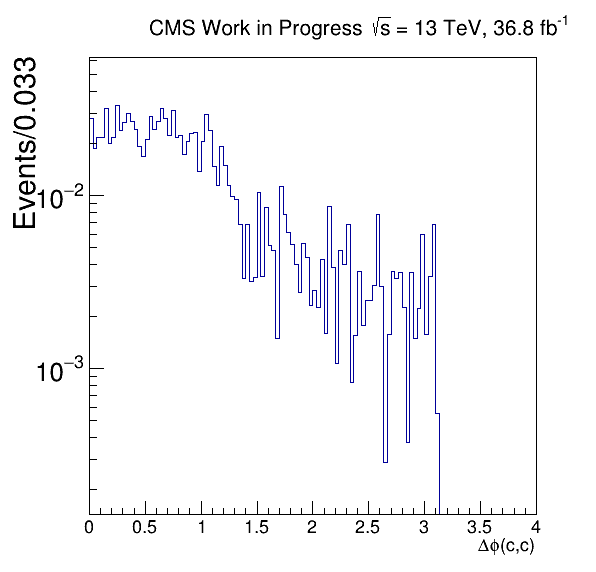 CMS Work in Progress √s = 13 TeV, 36.8 fb⁻¹
Events/0.033
10⁻²
10⁻³
0 0.5 1 1.5 2 2.5 3 3.5 4
Δϕ(c,c)